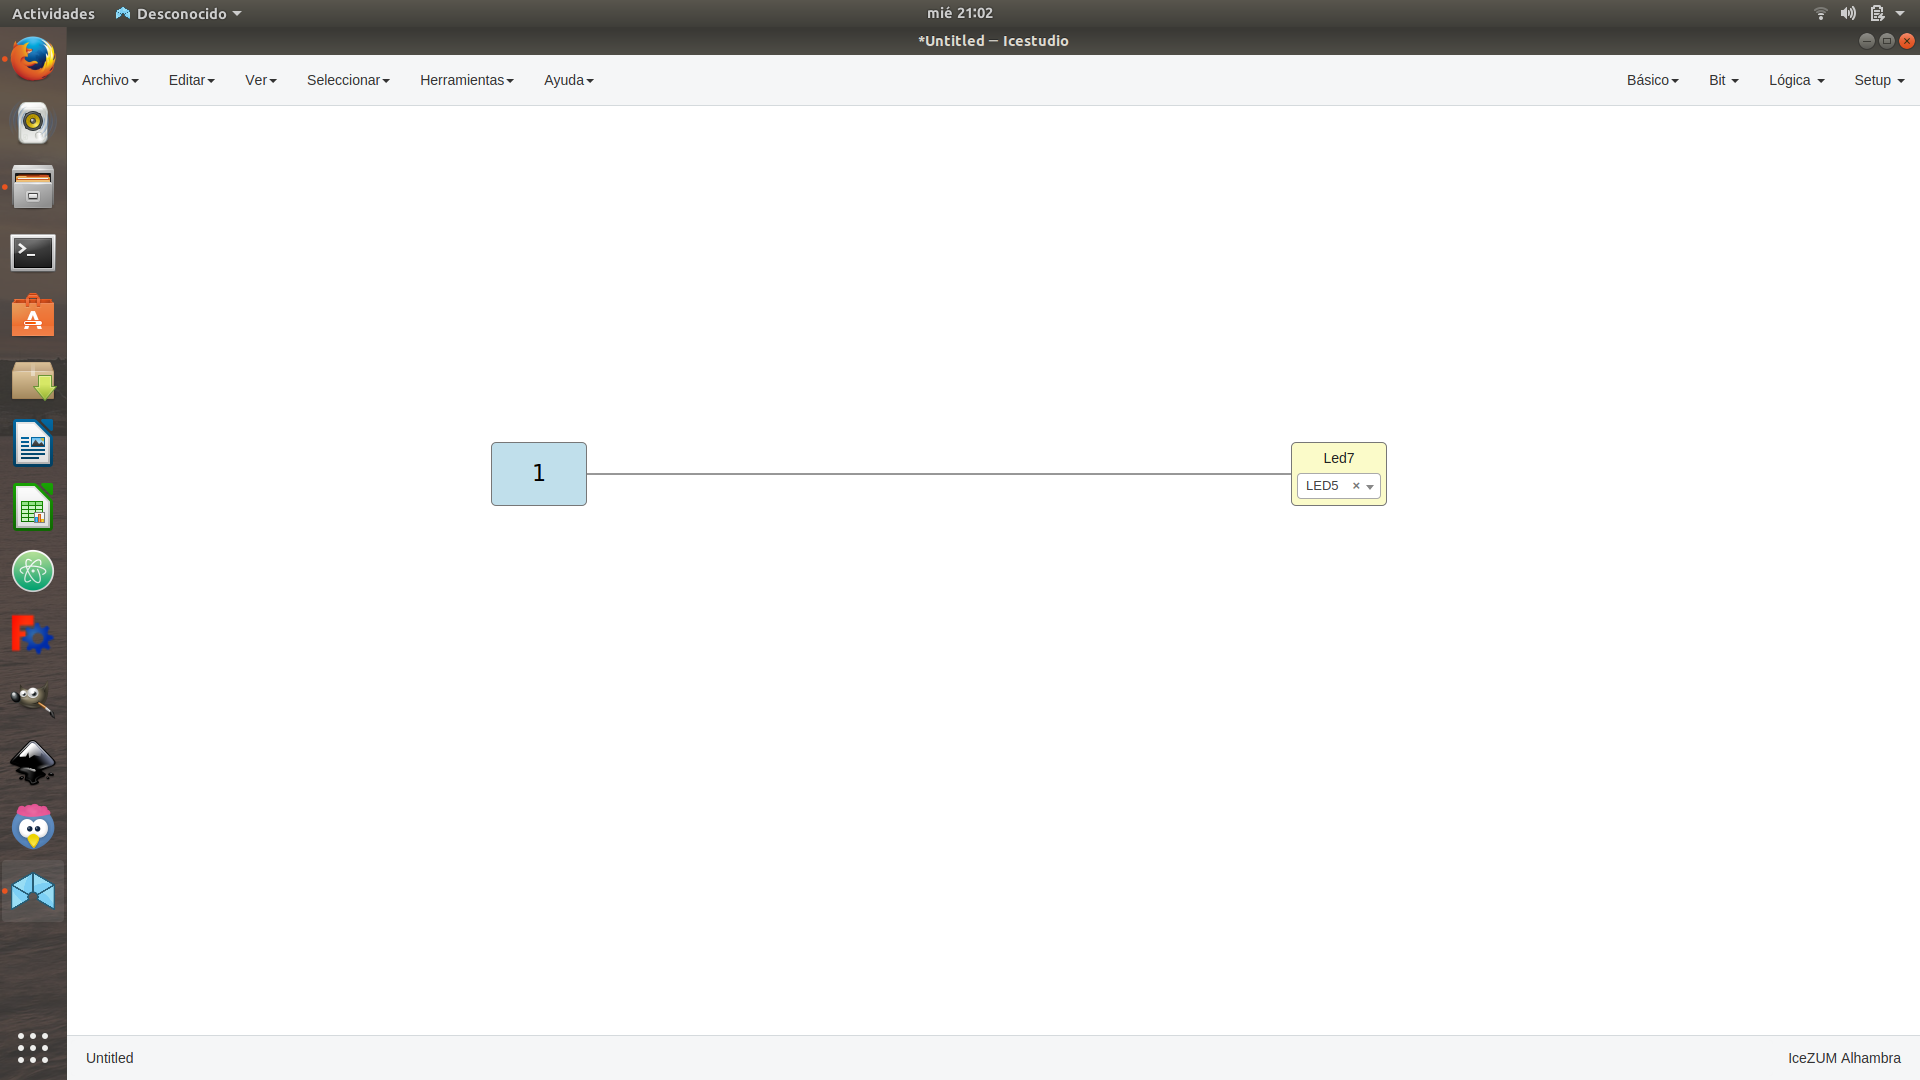 Actividades Desconocido mié 21:02
*Untitled – Icestudio
Archivo Editar Ver Seleccionar Herramientas Ayuda Básico Bit Lógica Setup
1
Led7
LED5 ×
Untitled IceZUM Alhambra